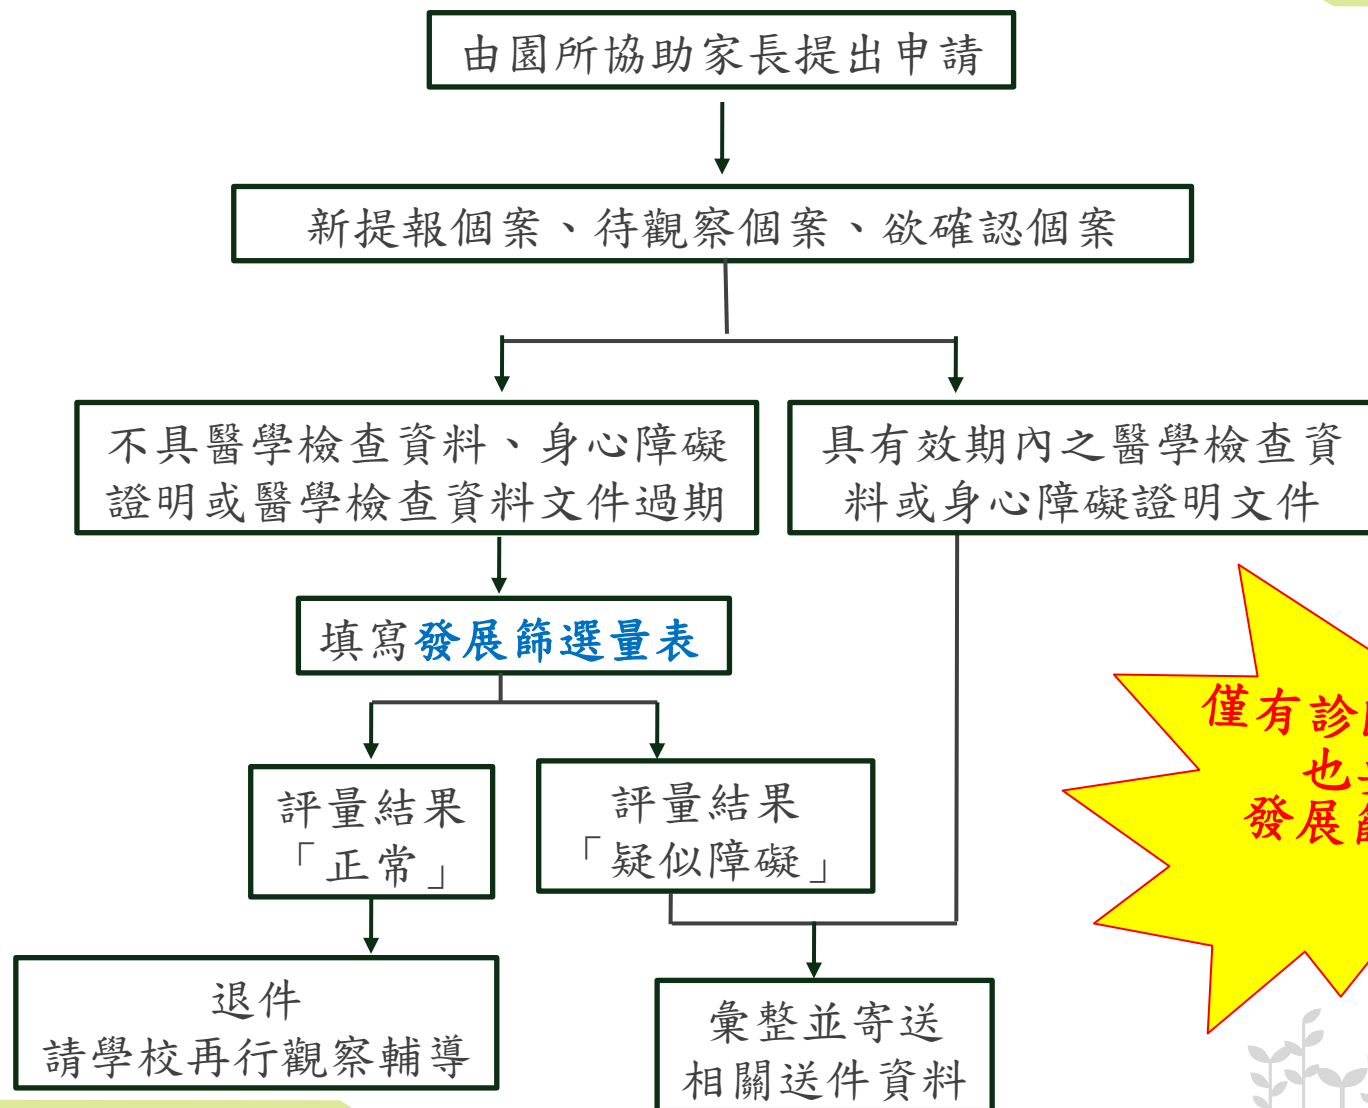 由園所協助家長提出申請
新提報個案、待觀察個案、欲確認個案
不具醫學檢查資料、身心障礙
證明或醫學檢查資料文件過期
具有效期內之醫學檢查資
料或身心障礙證明文件
填寫發展篩選量表
僅有診
也
發展
評量結果
「正常」
評量結果
「疑似障礙」
退件
請學校再行觀察輔導
彙整並寄送
相關送件資料